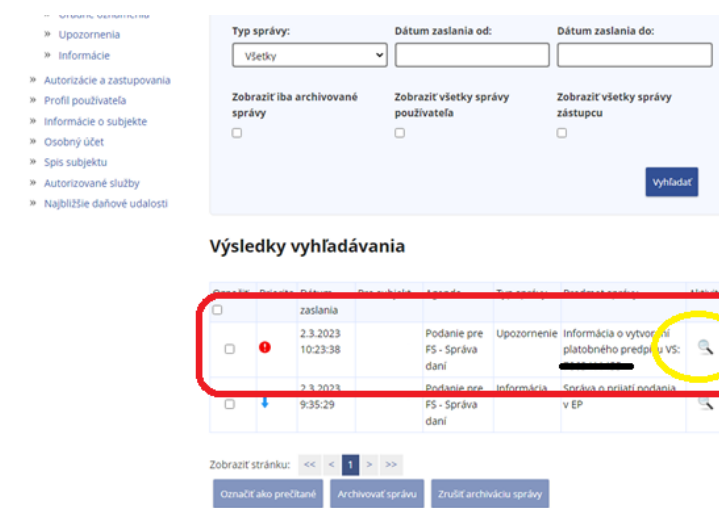 » Upozornenia
» Informácie
» Autorizácie a zastupovania
» Profil používateľa
» Informácie o subjekte
» Osobný účet
» Spis subjektu
» Autorizované služby
» Najbližšie daňové udalosti
Typ správy: Dátum zaslania od: Dátum zaslania do:
Všetky
Zobraziť iba archivované správy
Zobraziť všetky správy používateľa
Zobraziť všetky správy zástupcu
Vyhľadať
Výsledky vyhľadávania
zaslania
2.3.2023 Podanie pre Upozornenie Informácia o vytvorení
10:23:38 FS - Správa platobného predpisu VS:
daní
2.3.2023 Podanie pre Informácia Správa o prijatí podania
9:35:29 FS - Správa v EP
daní
Zobraziť stránku: << < 1 > >>
Označiť ako prečítané Archivovať správu Zrušiť archiváciu správy